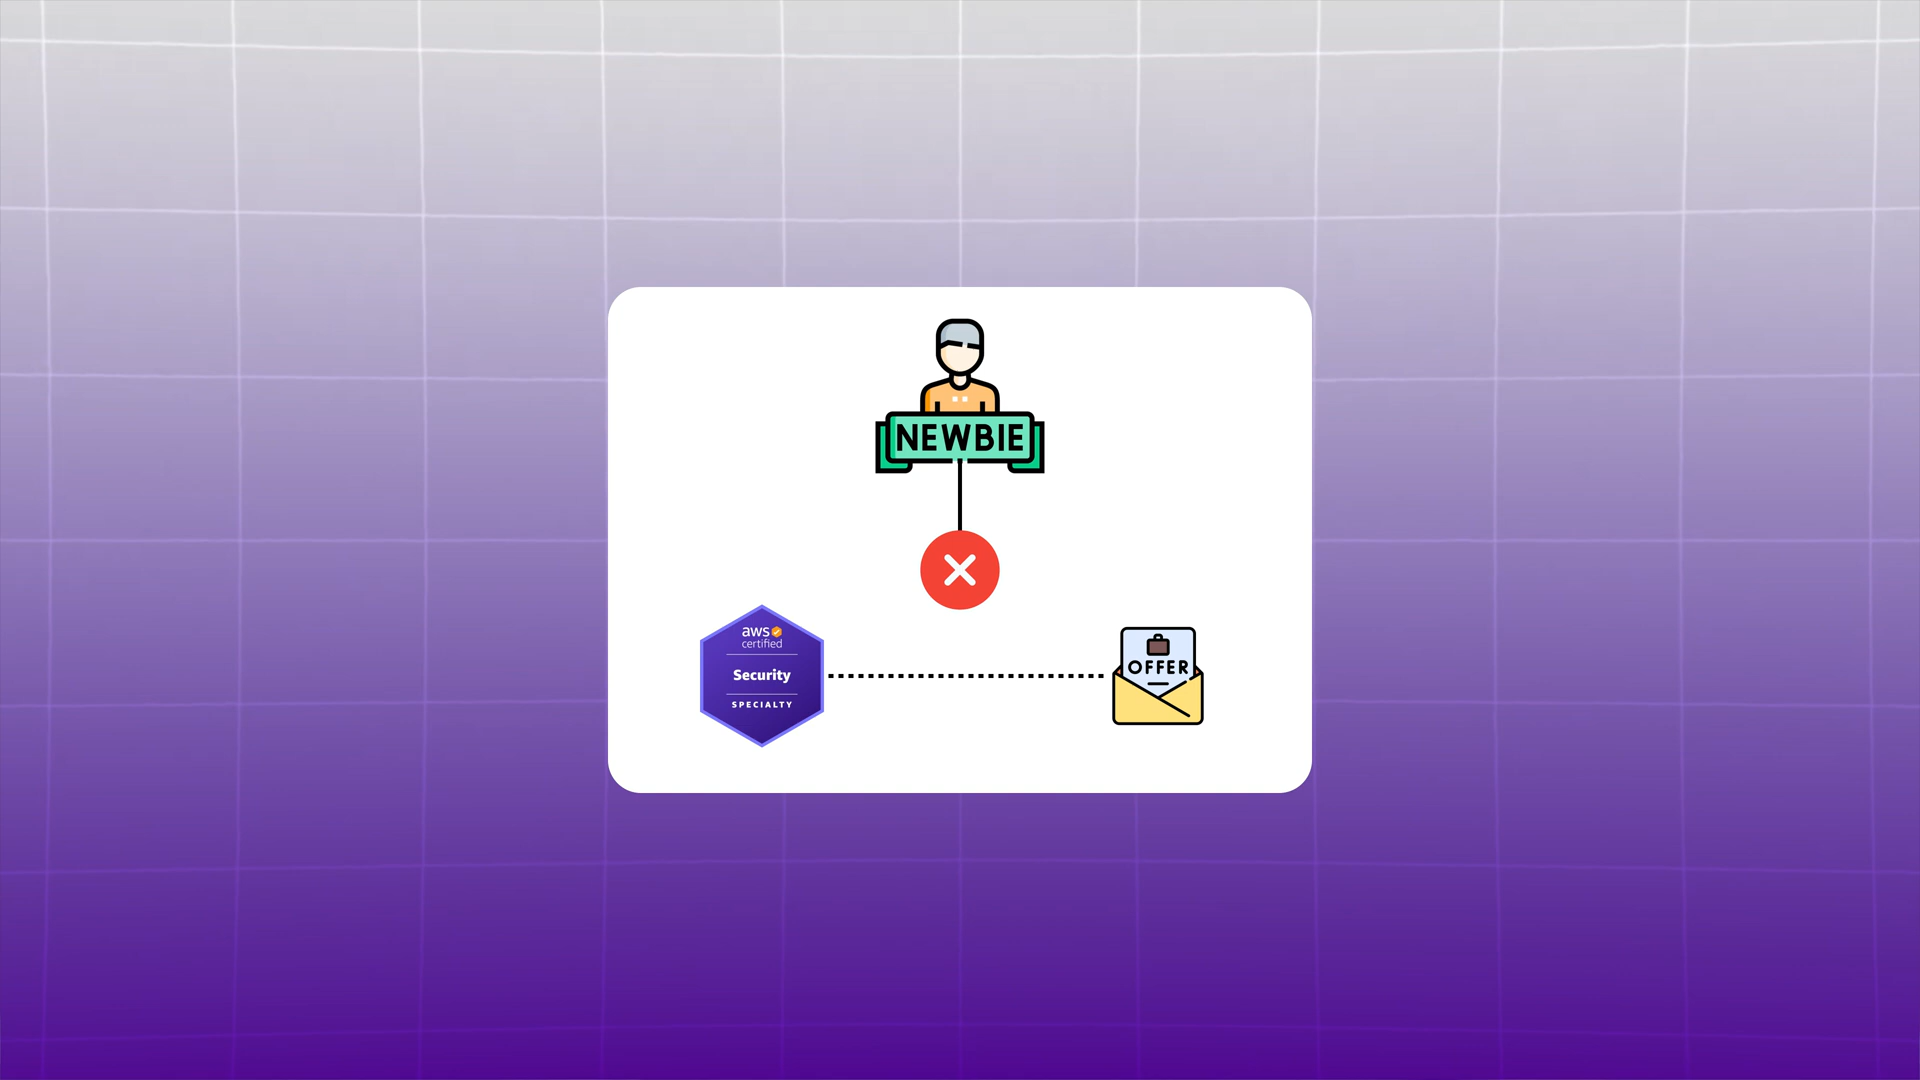 NEWBIE
aws
certified
Security
SPECIALTY
OFFER